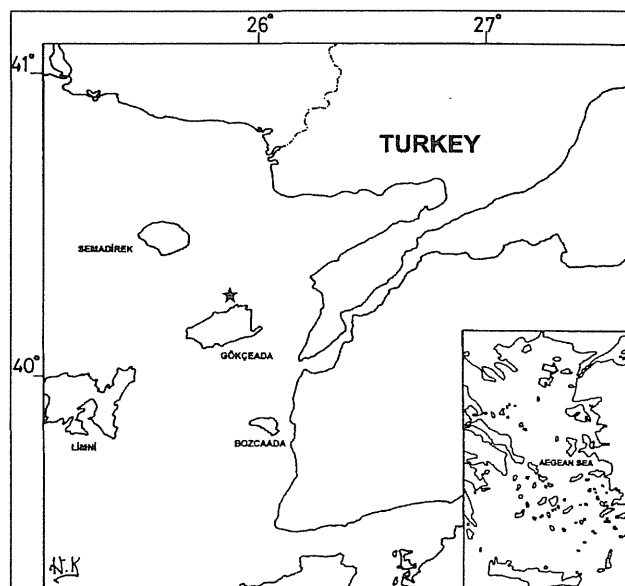 26°
27°
41°
TURKEY
SEMADİREK
GÖKÇEADA
40°
LİMNİ
BOZCAADA
AEGEAN SEA
H.K